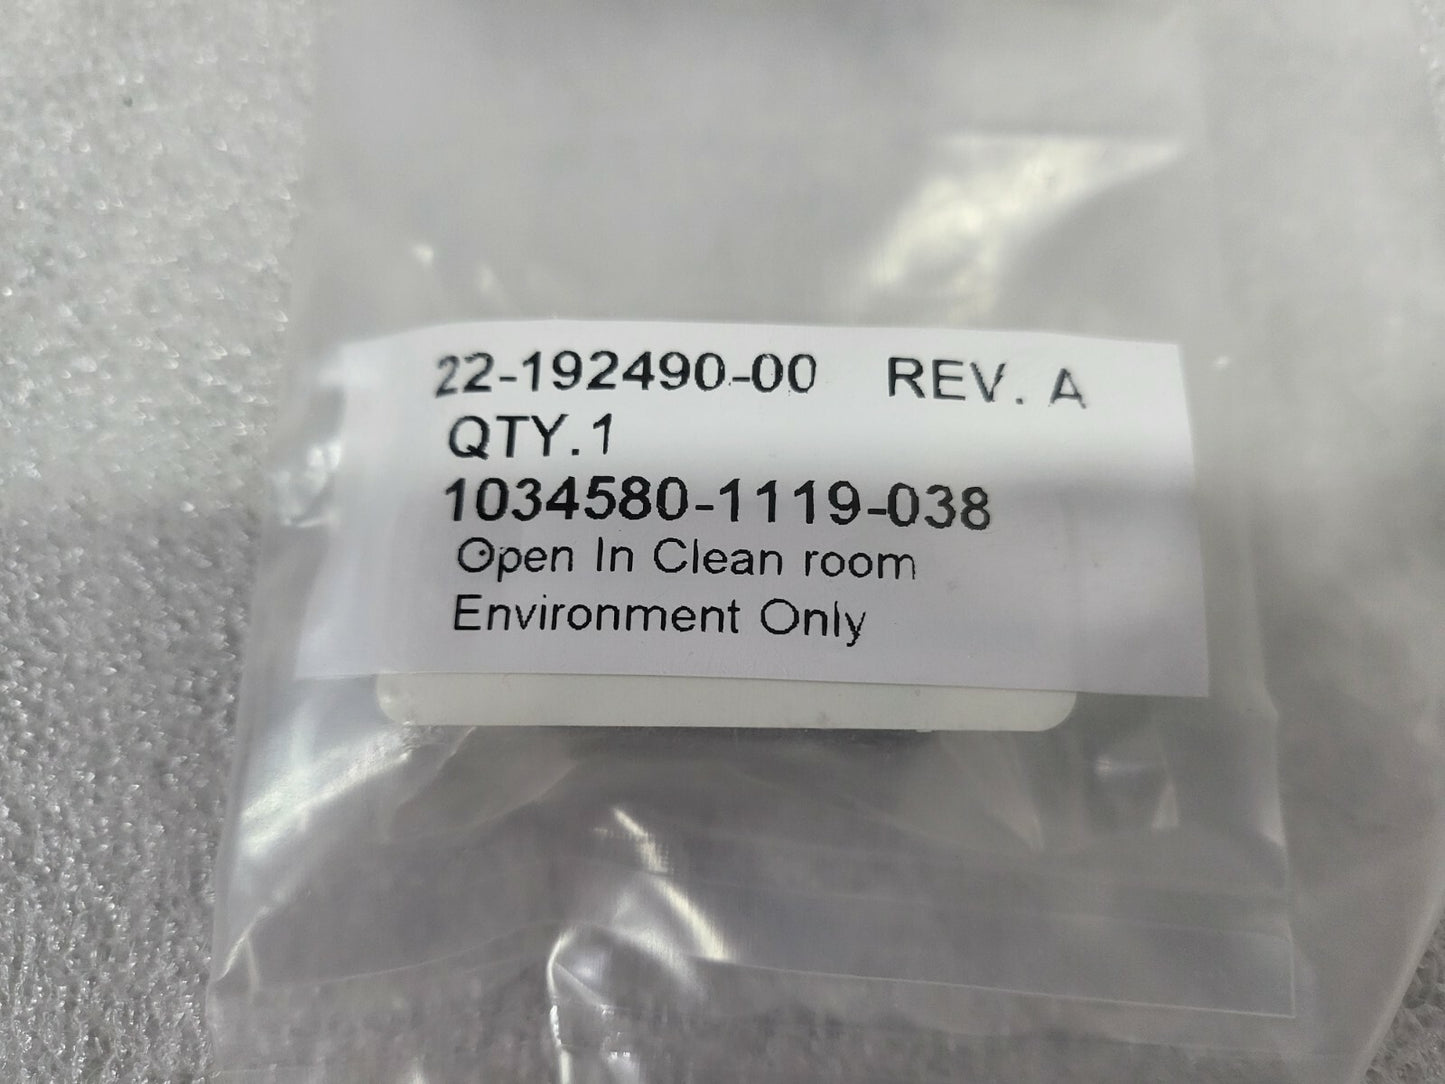 22-192490-00 REV. A
QTY.1
1034580-1119-038
Open In Clean room
Environment Only